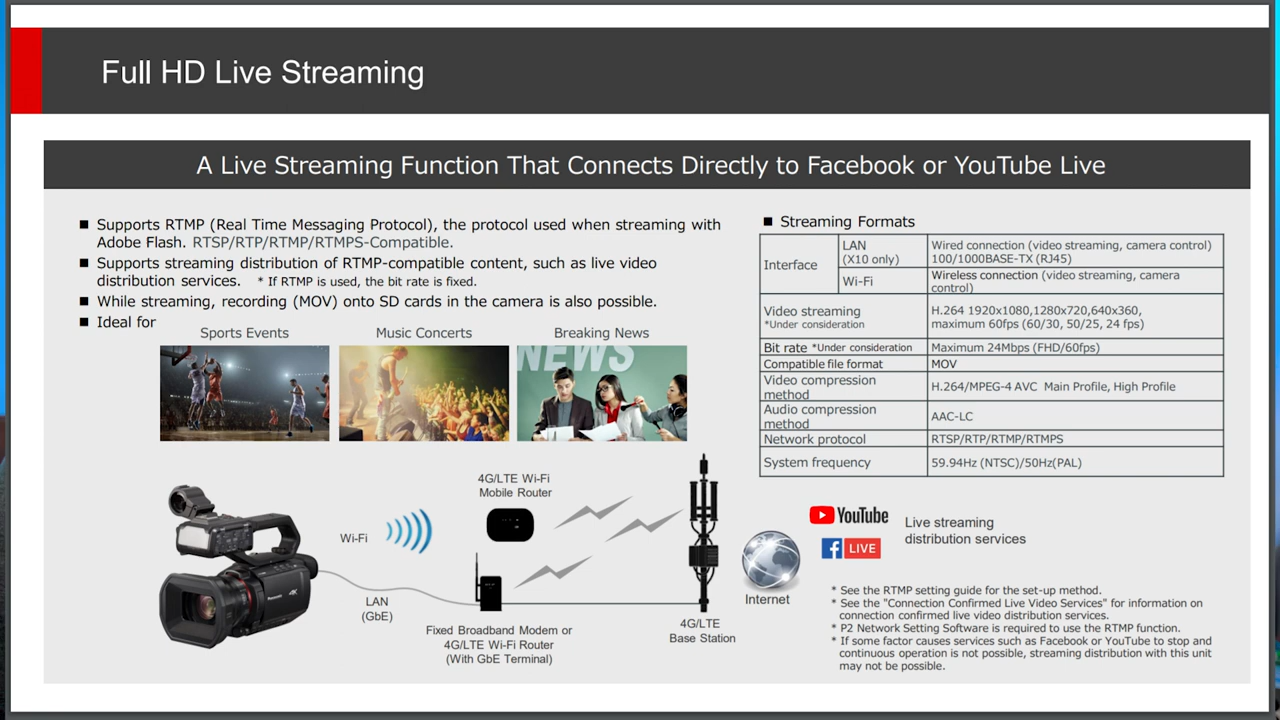 Full HD Live Streaming
A Live Streaming Function That Connects Directly to Facebook or YouTube Live
■ Supports RTMP (Real Time Messaging Protocol), the protocol used when streaming with
Adobe Flash. RTSP/RTP/RTMP/RTMPS-Compatible.
■ Supports streaming distribution of RTMP-compatible content, such as live video
distribution services. * If RTMP is used, the bit rate is fixed.
■ While streaming, recording (MOV) onto SD cards in the camera is also possible.
■ Ideal for
Sports Events
Music Concerts
Breaking News
NEWS
■ Streaming Formats
Interface
LAN
(X10 only)
Wired connection (video streaming, camera control)
100/1000BASE-TX (RJ45)
Wi-Fi
Wireless connection (video streaming, camera
control)
Video streaming
*Under consideration
H.264 1920x1080,1280x720,640x360,
maximum 60fps (60/30, 50/25, 24 fps)
Bit rate *Under consideration
Maximum 24Mbps (FHD/60fps)
Compatible file format
MOV
Video compression
method
H.264/MPEG-4 AVC Main Profile, High Profile
Audio compression
method
AAC-LC
Network protocol
RTSP/RTP/RTMP/RTMPS
System frequency
59.94Hz (NTSC)/50Hz(PAL)
Panasonic
4K
Wi-Fi
LAN
(GbE)
4G/LTE Wi-Fi
Mobile Router
Fixed Broadband Modem or
4G/LTE Wi-Fi Router
(With GbE Terminal)
4G/LTE
Base Station
Internet
YouTube
f LIVE
Live streaming
distribution services
* See the RTMP setting guide for the set-up method.
* See the "Connection Confirmed Live Video Services" for information on
connection confirmed live video distribution services.
* P2 Network Setting Software is required to use the RTMP function.
* If some factor causes services such as Facebook or YouTube to stop and
continuous operation is not possible, streaming distribution with this unit
may not be possible.